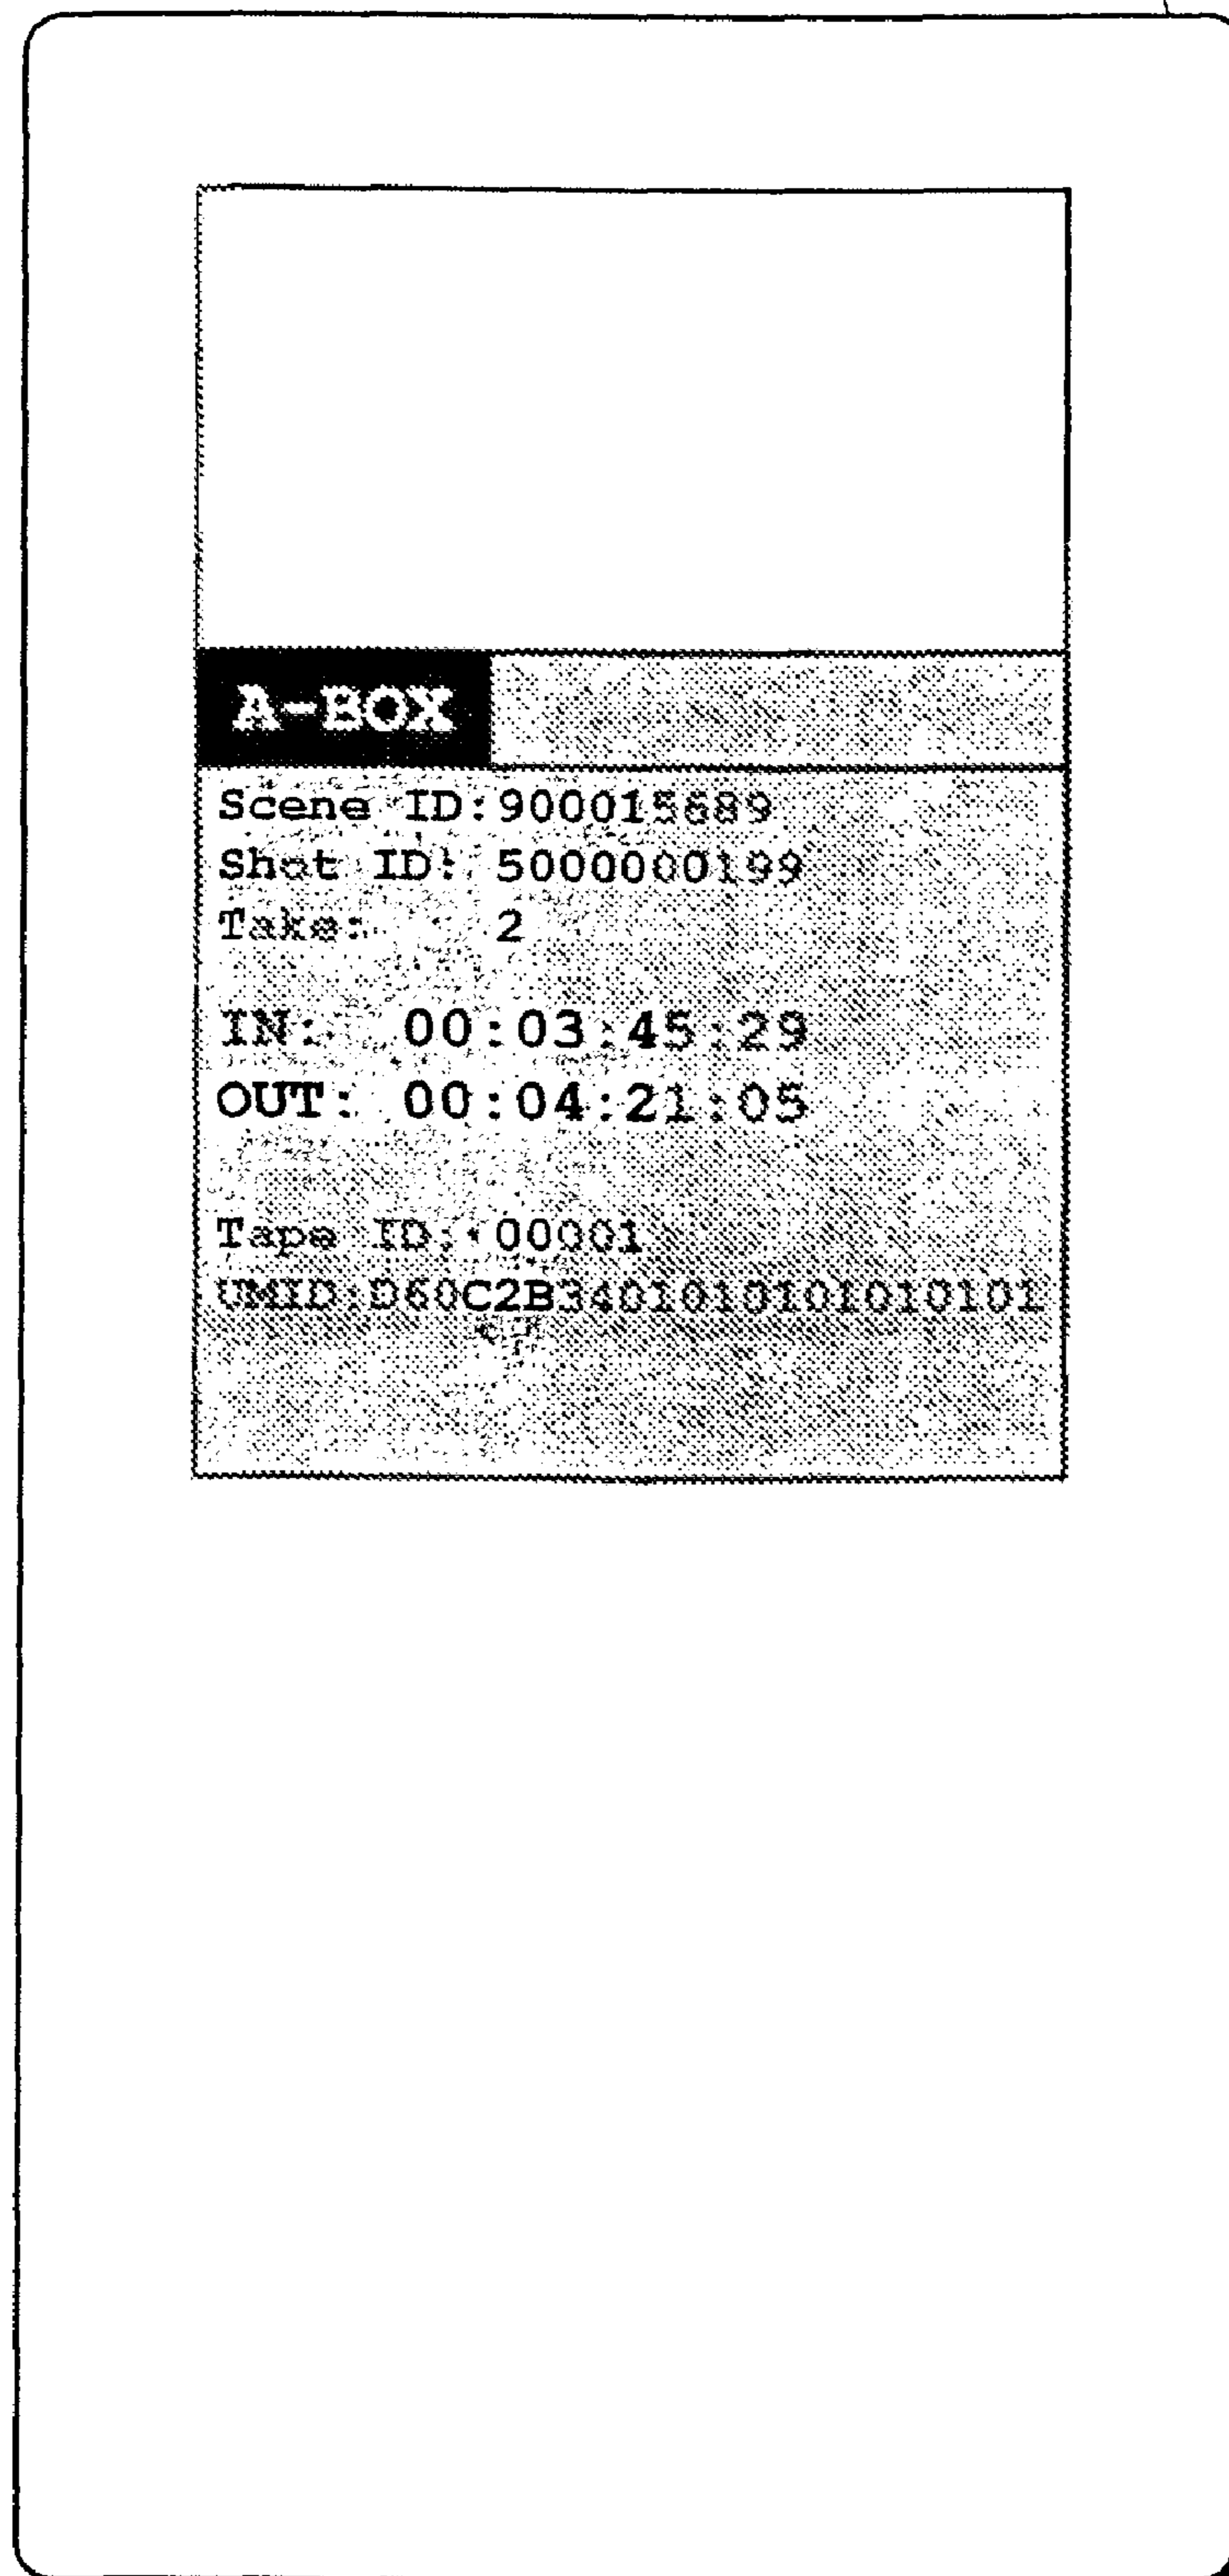 A-BOX
Scene ID:900015689
Shot ID: 5000000199
Take: 2
IN: 00:03:45:29
OUT: 00:04:21:05
Tape ID: 00001
UMID:D60C2B3401010101010101